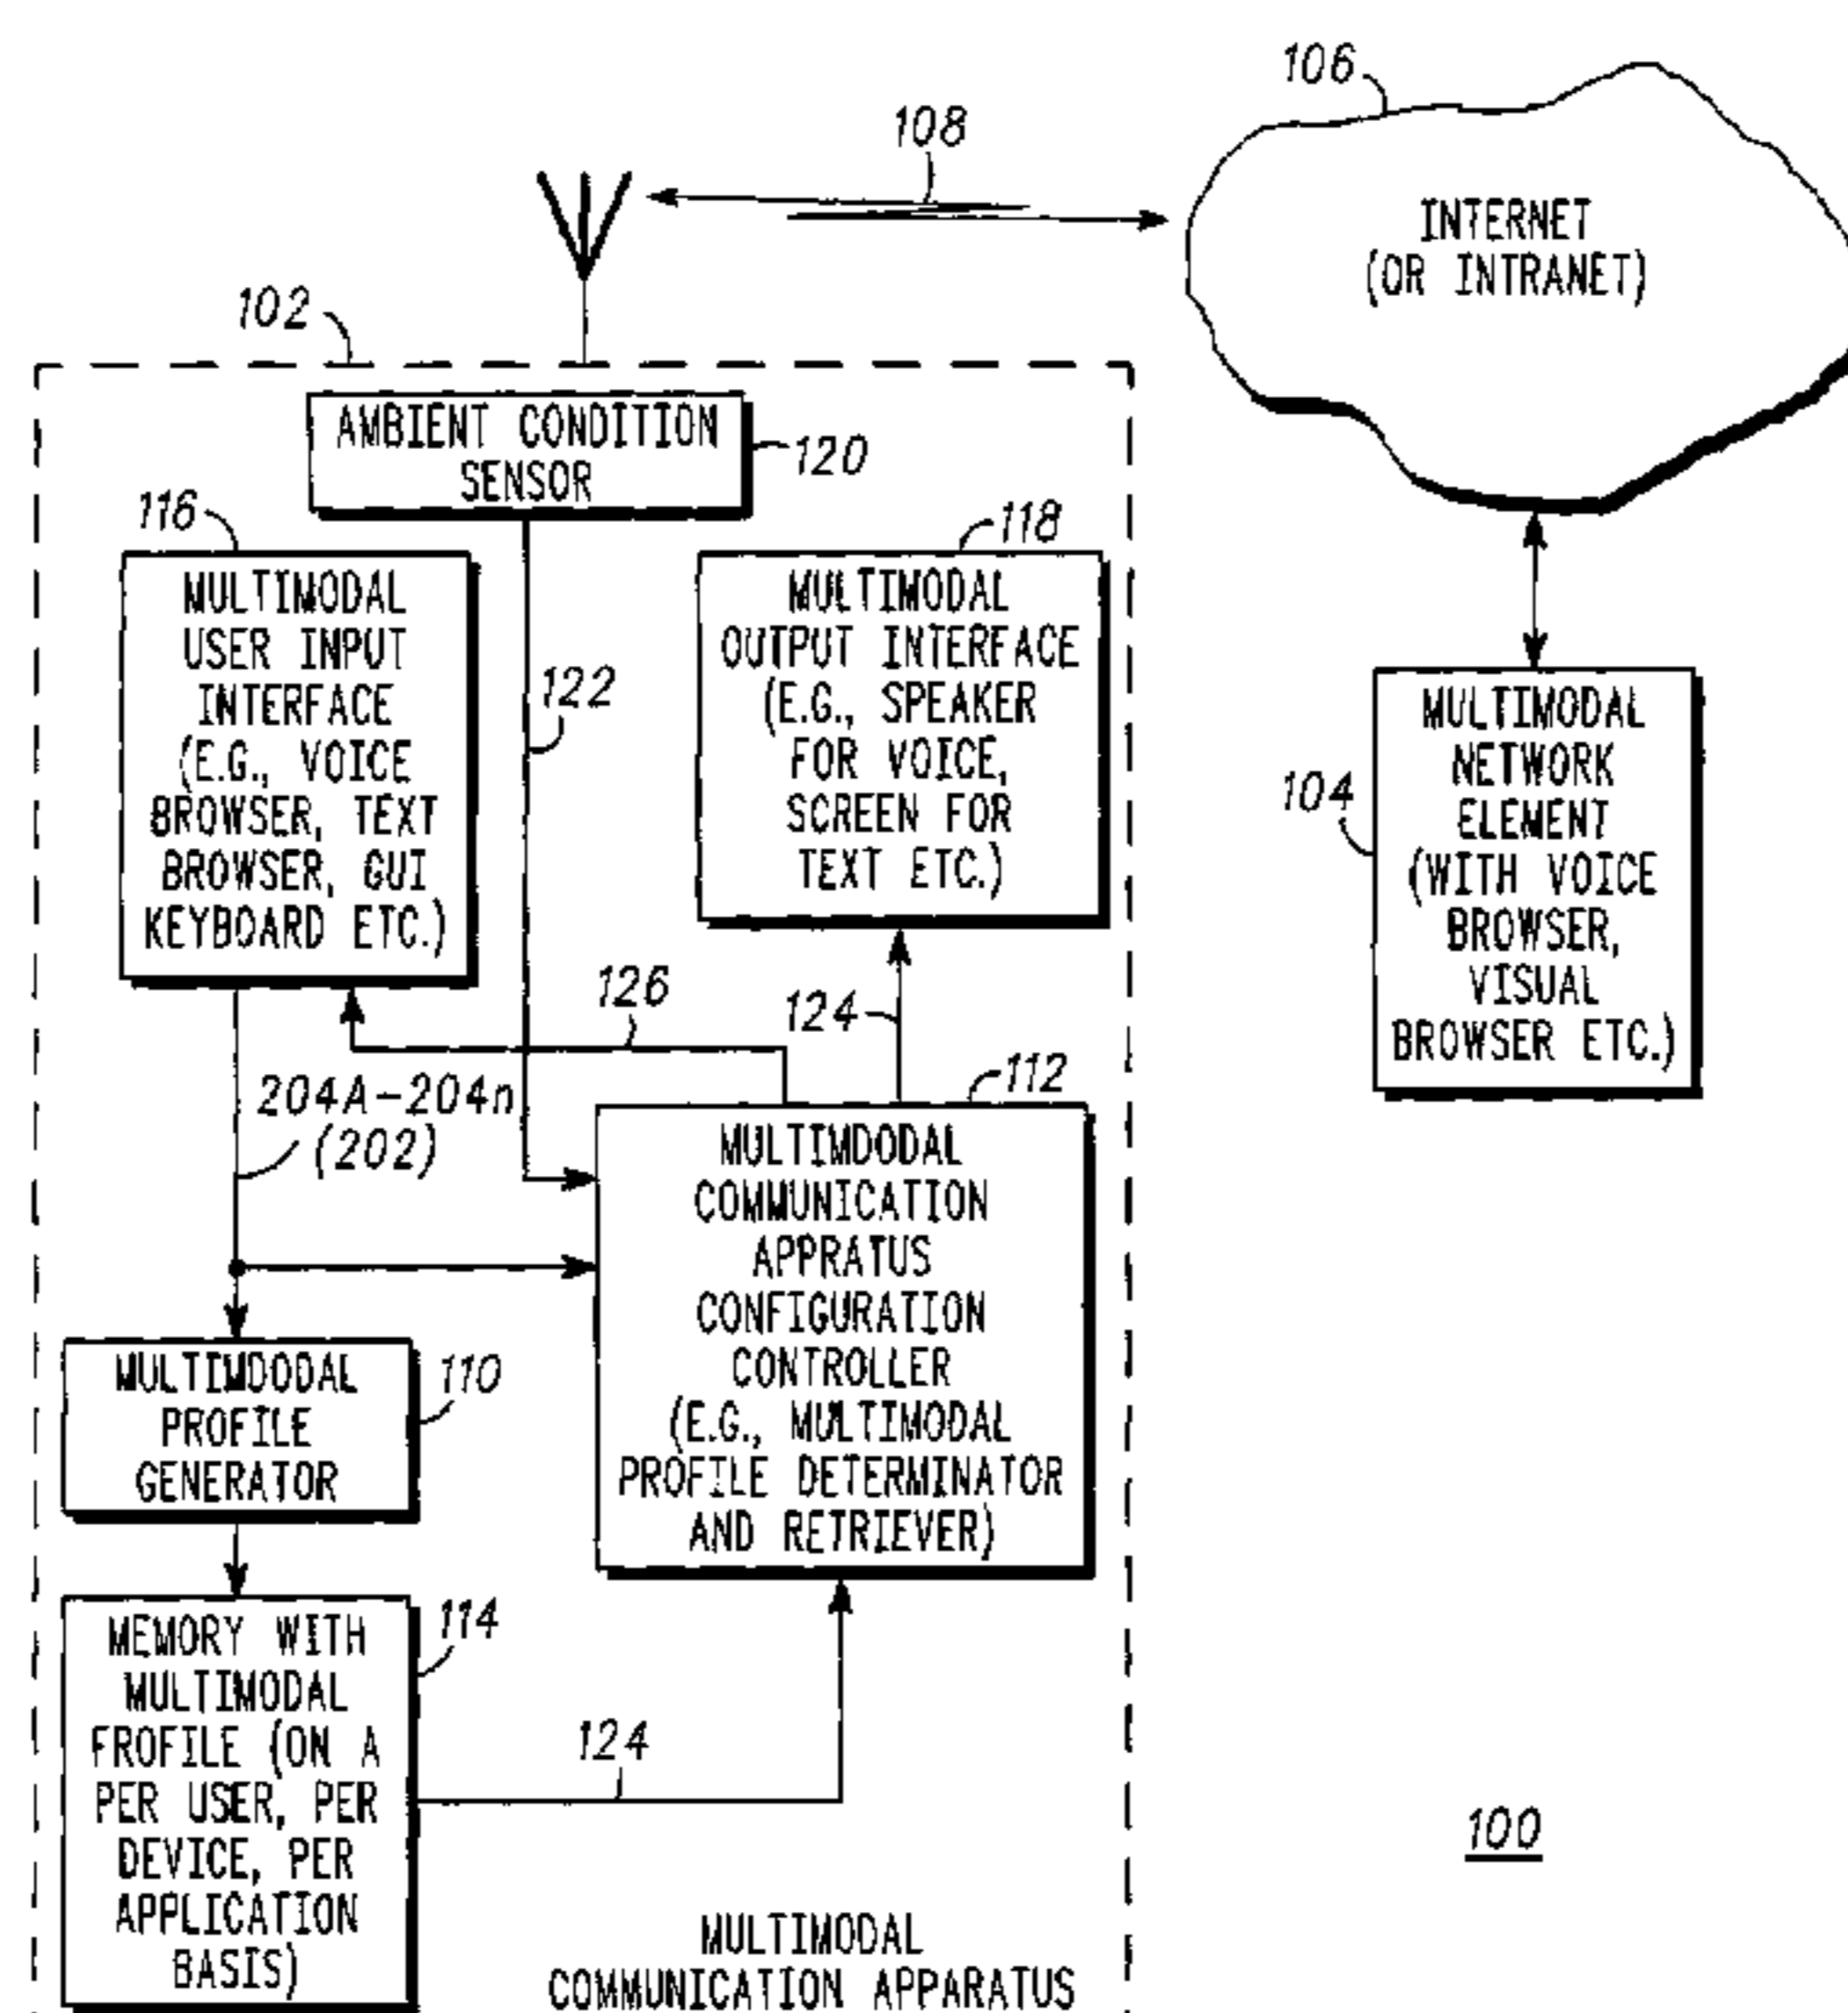 106
108
INTERNET
(OR INTRANET)
102
AMBIENT CONDITION
SENSOR
120
116
118
MULTIMODAL
USER INPUT
INTERFACE
(E.G., VOICE
BROWSER, TEXT
BROWSER, GUI
KEYBOARD ETC.)
122
MULTIMODAL
OUTPUT INTERFACE
(E.G., SPEAKER
FOR VOICE,
SCREEN FOR
TEXT ETC.)
104
MULTIMODAL
NETWORK
ELEMENT
(WITH VOICE
BROWSER,
VISUAL
BROWSER ETC.)
126
124
204A-204n
(202)
112
MULTIMDODAL
COMMUNICATION
APPRATUS
CONFIGURATION
CONTROLLER
(E.G., MULTIMODAL
PROFILE DETERMINATOR
AND RETRIEVER)
MULTIMDODAL
PROFILE
GENERATOR
110
MEMORY WITH
MULTIMODAL
FROFILE (ON A
PER USER, PER
DEVICE, PER
APPLICATION
BASIS)
114
124
100
MULTIMODAL
COMMUNICATION APPARATUS